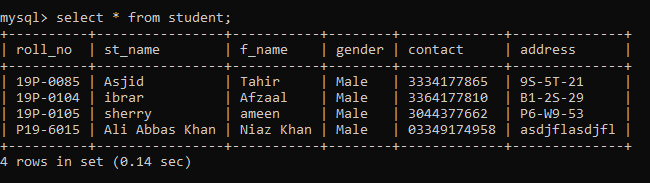 mysql> select * from student;
+----------+----------------+-----------+--------+-------------+--------------+
| roll_no | st_name | f_name | gender | contact | address |
+----------+----------------+-----------+--------+-------------+--------------+
| 19P-0085 | Asjid | Tahir | Male | 3334177865 | 9S-5T-21 |
| 19P-0104 | ibrar | Afzaal | Male | 3364177810 | B1-2S-29 |
| 19P-0105 | sherry | ameen | Male | 3044377662 | P6-W9-53 |
| P19-6015 | Ali Abbas Khan | Niaz Khan | Male | 03349174958 | asdjflasdjfl |
+----------+----------------+-----------+--------+-------------+--------------+
4 rows in set (0.14 sec)